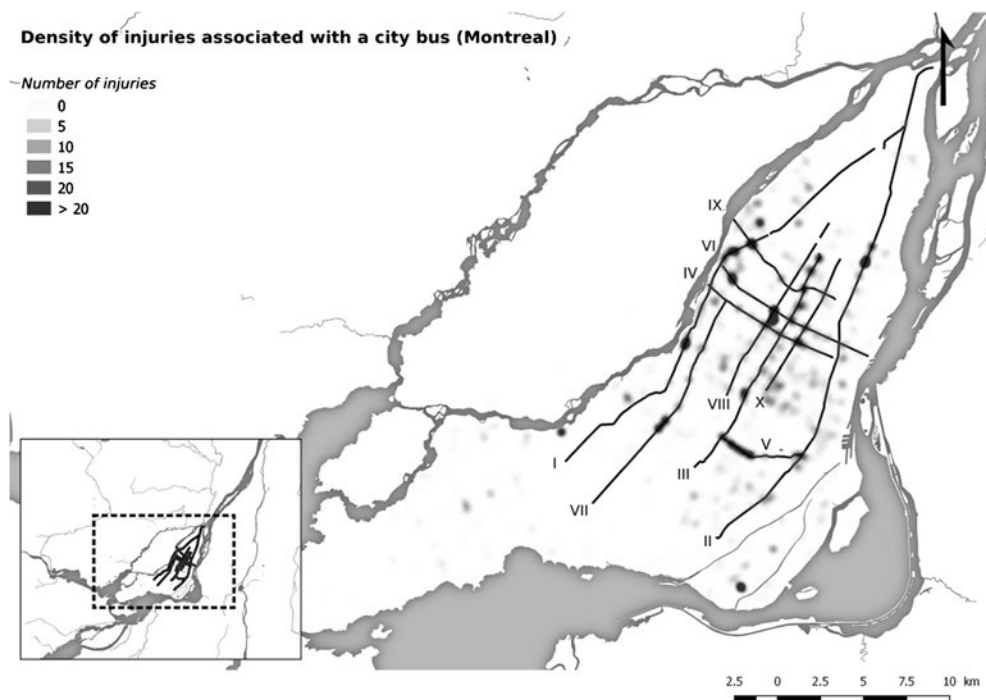 Density of injuries associated with a city bus (Montreal)
Number of injuries
0
5
10
15
20
> 20
IX
VI
IV
VIII
X
V
I
III
VII
II
2.5 0 2.5 5 7.5 10 km